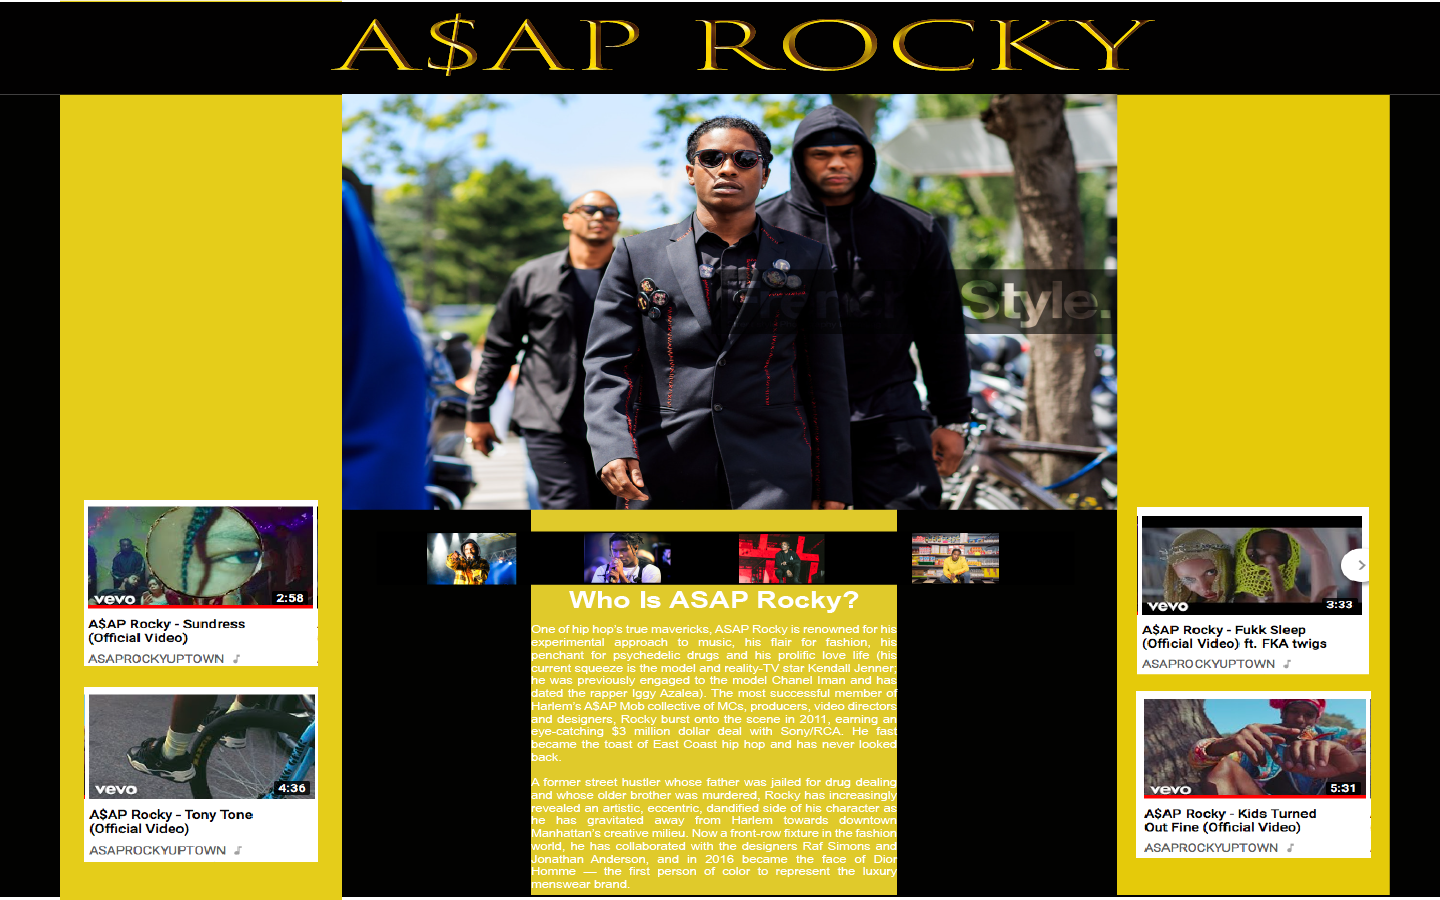 A$AP ROCKY
Style.
vevo
2:58
A$AP Rocky - Sundress
(Official Video)
ASAPROCKYUPTOWN
vevo
4:36
A$AP Rocky - Tony Tone
(Official Video)
ASAPROCKYUPTOWN
Who Is ASAP Rocky?
One of hip hop's true mavericks, ASAP Rocky is renowned for his
experimental approach to music, his flair for fashion, his
penchant for psychedelic drugs and his prolific love life (his
current squeeze is the model and reality-TV star Kendall Jenner;
he was previously engaged to the model Chanel Iman and has
dated the rapper Iggy Azalea). The most successful member of
Harlem's A$AP Mob collective of MCs, producers, video directors
and designers, Rocky burst onto the scene in 2011, earning an
eye-catching $3 million dollar deal with Sony/RCA. He fast
became the toast of East Coast hip hop and has never looked
back.
A former street hustler whose father was jailed for drug dealing
and whose older brother was murdered, Rocky has increasingly
revealed an artistic, eccentric, dandified side of his character as
he has gravitated away from Harlem towards downtown
Manhattan's creative milieu. Now a front-row fixture in the fashion
world, he has collaborated with the designers Raf Simons and
Jonathan Anderson, and in 2016 became the face of Dior
Homme — the first person of color to represent the luxury
menswear brand.
vevo
3:33
A$AP Rocky - Fukk Sleep
(Official Video) ft. FKA twigs
ASAPROCKYUPTOWN
vevo
5:31
A$AP Rocky - Kids Turned
Out Fine (Official Video)
ASAPROCKYUPTOWN